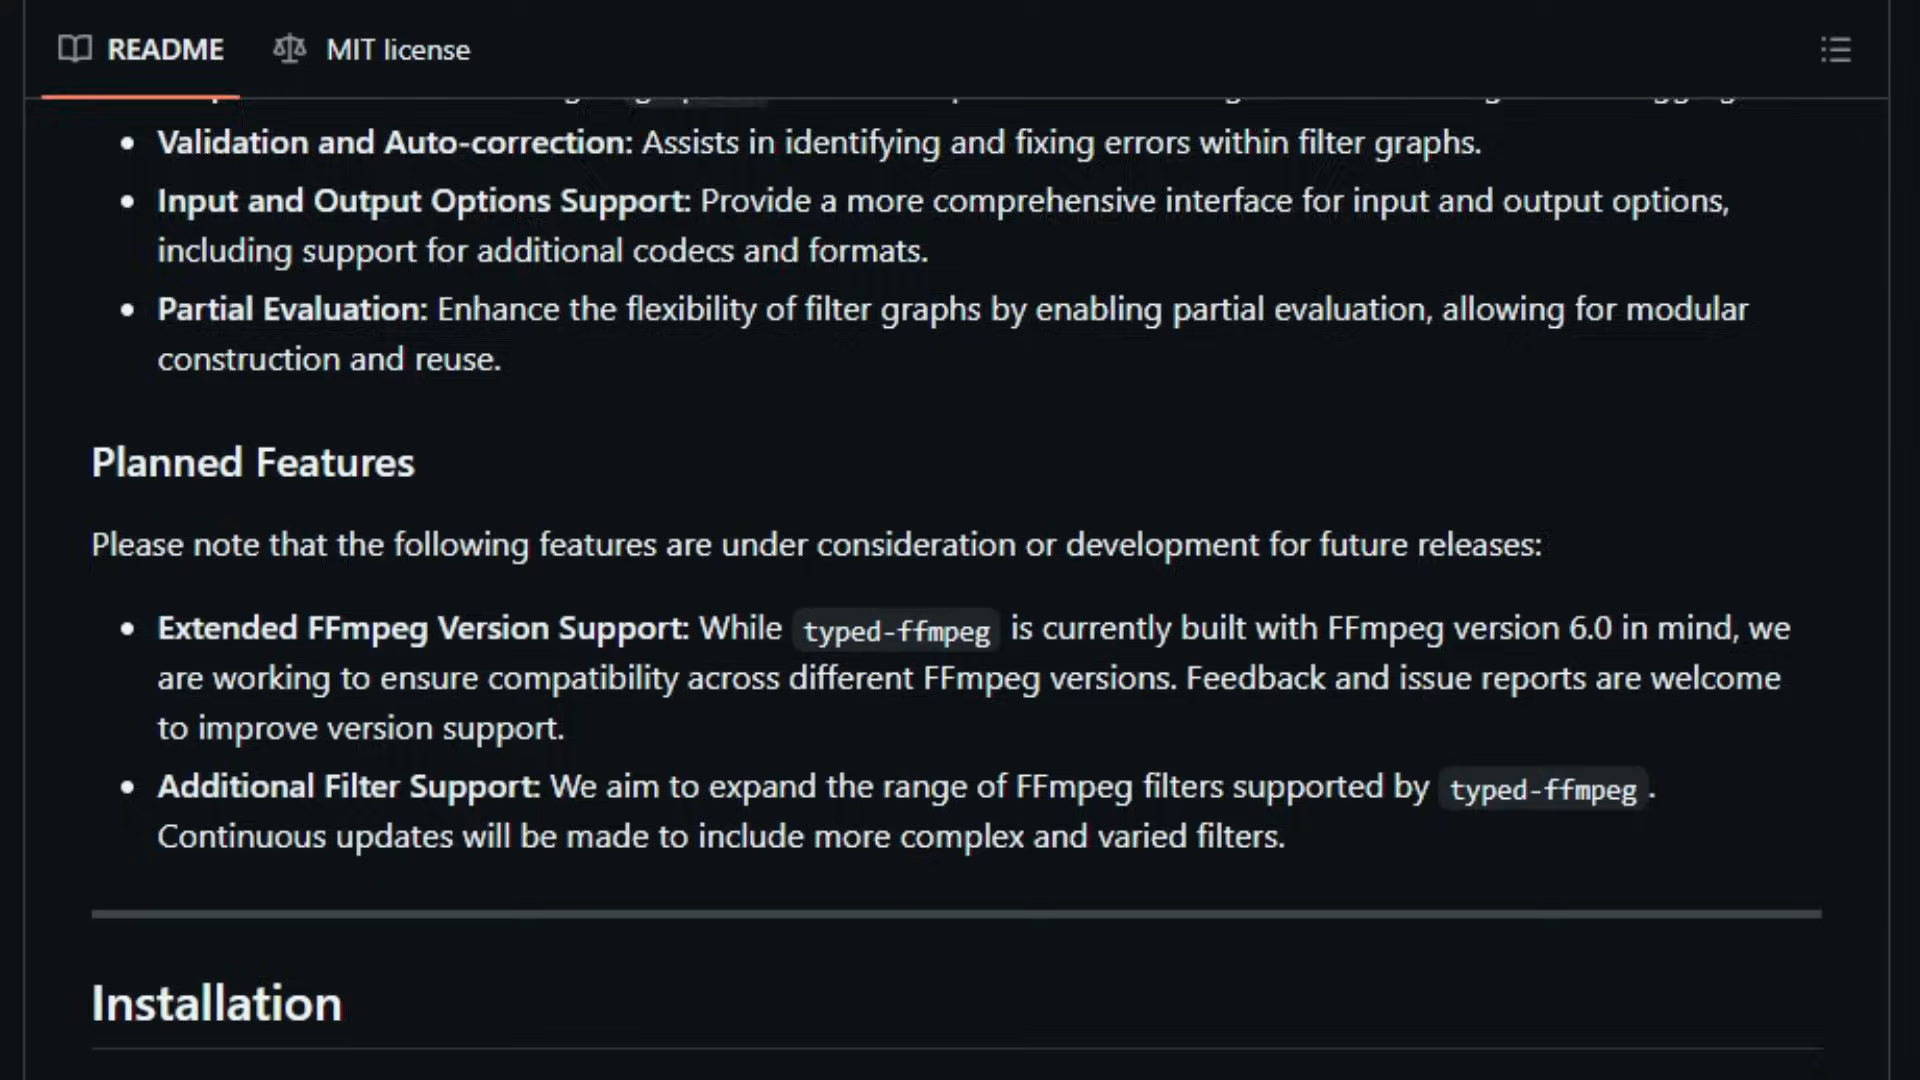 README MIT license
Validation and Auto-correction: Assists in identifying and fixing errors within filter graphs.
Input and Output Options Support: Provide a more comprehensive interface for input and output options,
including support for additional codecs and formats.
Partial Evaluation: Enhance the flexibility of filter graphs by enabling partial evaluation, allowing for modular
construction and reuse.
Planned Features
Please note that the following features are under consideration or development for future releases:
Extended FFmpeg Version Support: While typed-ffmpeg is currently built with FFmpeg version 6.0 in mind, we
are working to ensure compatibility across different FFmpeg versions. Feedback and issue reports are welcome
to improve version support.
Additional Filter Support: We aim to expand the range of FFmpeg filters supported by typed-ffmpeg.
Continuous updates will be made to include more complex and varied filters.
Installation